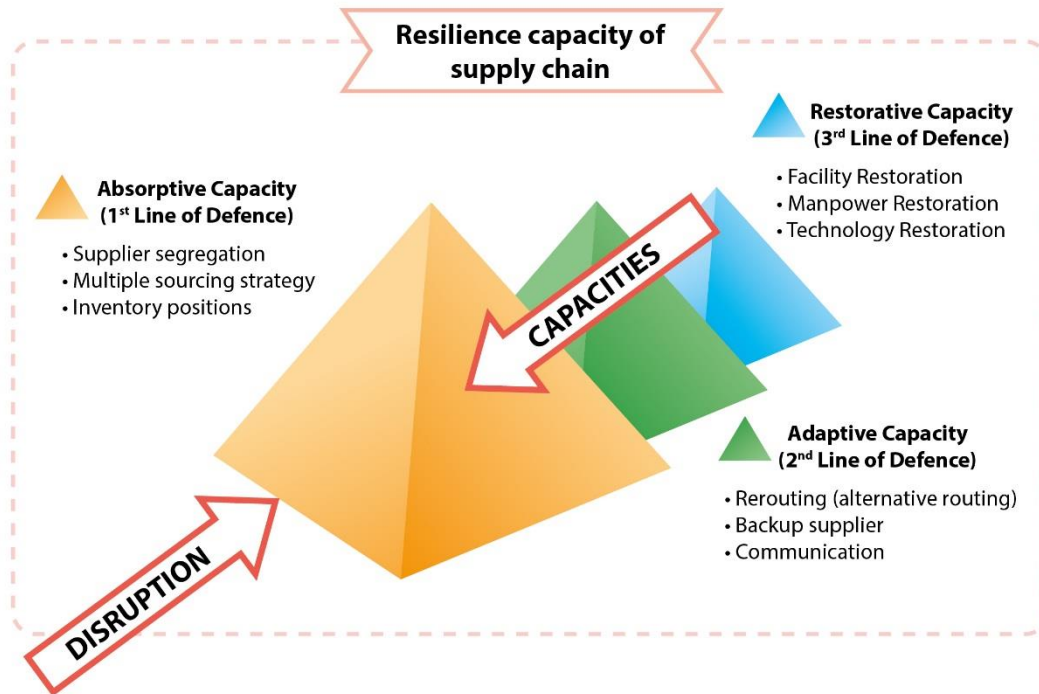 Resilience capacity of
supply chain
Absorptive Capacity
(1st Line of Defence)
• Supplier segregation
• Multiple sourcing strategy
• Inventory positions
Restorative Capacity
(3rd Line of Defence)
• Facility Restoration
• Manpower Restoration
• Technology Restoration
CAPACITIES
Adaptive Capacity
(2nd Line of Defence)
• Rerouting (alternative routing)
• Backup supplier
• Communication
DISRUPTION